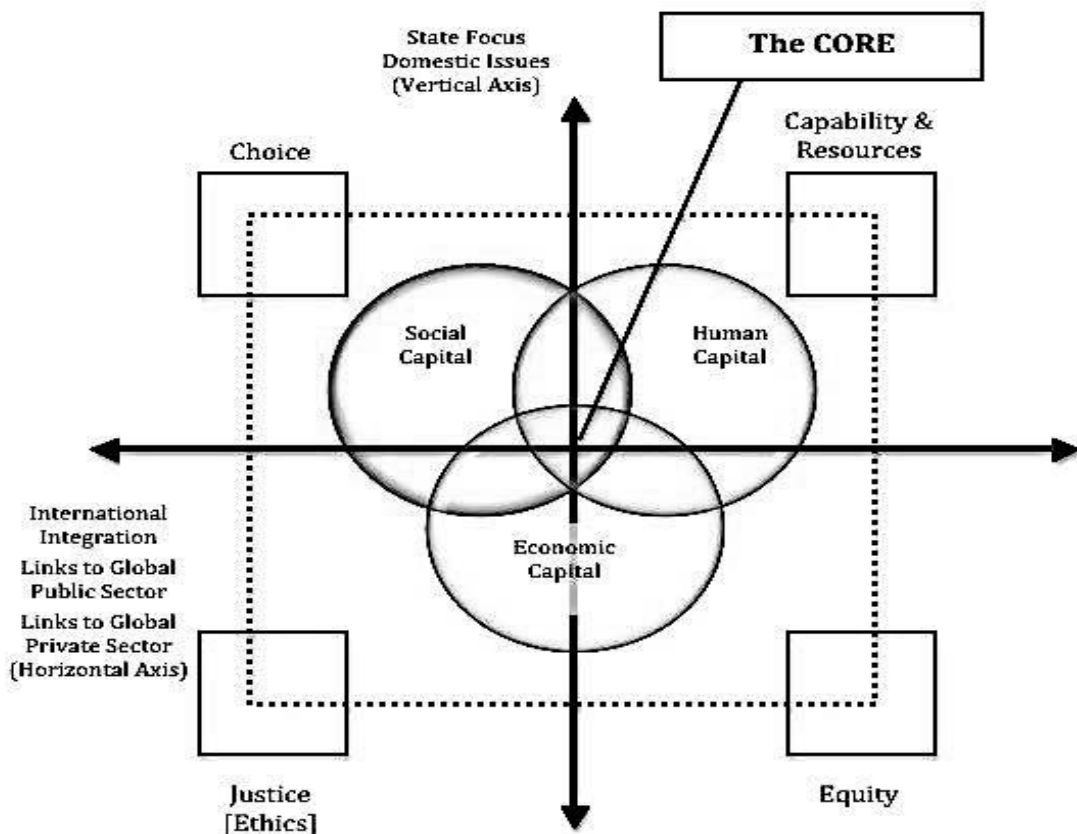 State Focus
Domestic Issues
(Vertical Axis)
The CORE
Choice
Capability &
Resources
Social
Capital
Human
Capital
International
Integration
Links to Global
Public Sector
Links to Global
Private Sector
(Horizontal Axis)
Economic
Capital
Justice
[Ethics]
Equity